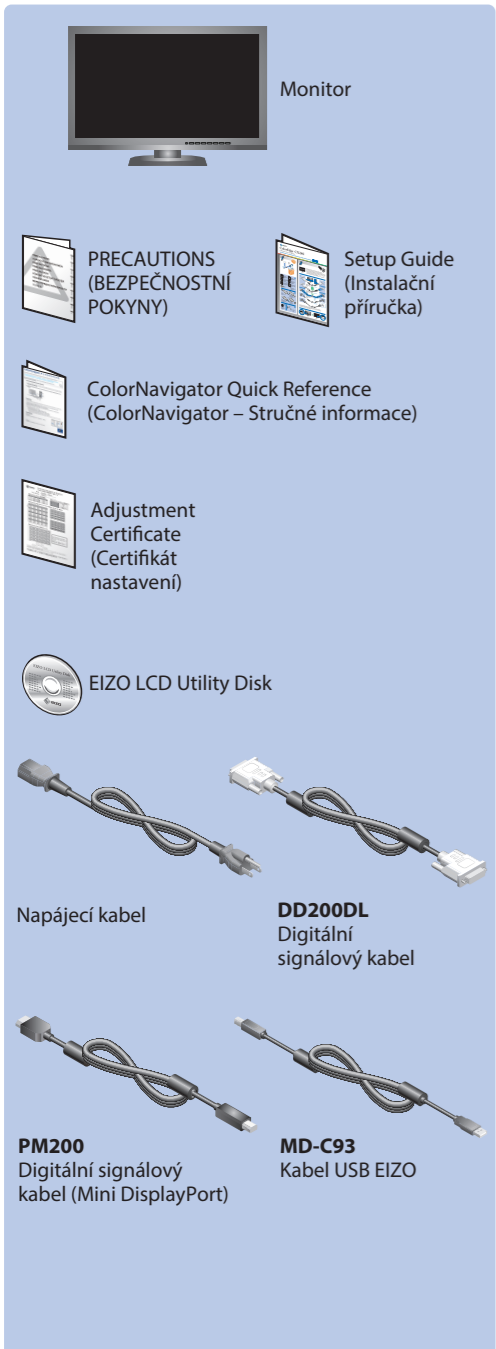 Monitor
PRECAUTIONS
(BEZPEČNOSTNÍ
POKYNY)
Setup Guide
(Instalační
příručka)
ColorNavigator Quick Reference
(ColorNavigator – Stručné informace)
Adjustment
Certificate
(Certifikát
nastavení)
EIZO LCD Utility Disk
Napájecí kabel
DD200DL
Digitální
signálový kabel
PM200
Digitální signálový
kabel (Mini DisplayPort)
MD-C93
Kabel USB EIZO